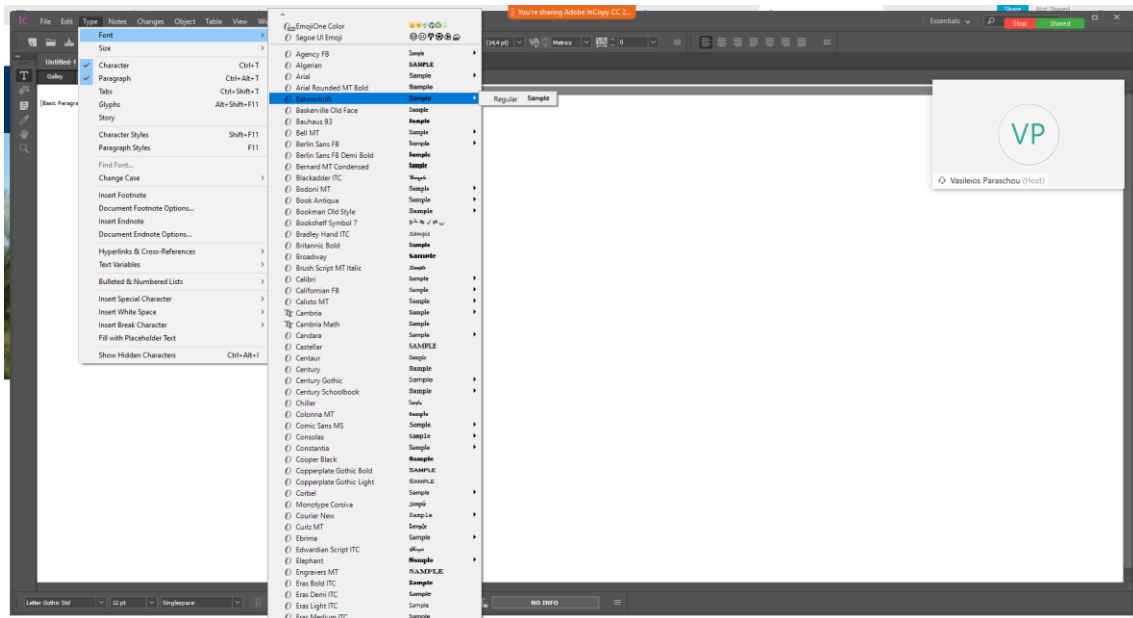 You're sharing Adobe InCopy CC 2...
Share Not Shared
Stop Shared
Ic File Edit Type Notes Changes Object Table View
Essentials
(14,4 pt) Metrics 0
Untitled-1
Galley
[Basic Paragra
Font
Size
Character Ctrl+T
Paragraph Ctrl+Alt+T
Tabs Ctrl+Shift+T
Glyphs Alt+Shift+F11
Story
Character Styles Shift+F11
Paragraph Styles F11
Find Font...
Change Case
Insert Footnote
Document Footnote Options...
Insert Endnote
Document Endnote Options...
Hyperlinks & Cross-References
Text Variables
Bulleted & Numbered Lists
Insert Special Character
Insert White Space
Insert Break Character
Fill with Placeholder Text
Show Hidden Characters Ctrl+Alt+I
EmojiOne Color
Segoe UI Emoji
Agency FB Sample
Algerian SAMPLE
Arial Sample
Arial Rounded MT Bold Sample
Bahnschrift Sample
Regular Sample
Baskerville Old Face Sample
Bauhaus 93 Sample
Bell MT Sample
Berlin Sans FB Sample
Berlin Sans FB Demi Bold Sample
Bernard MT Condensed Sample
Blackadder ITC Sample
Bodoni MT Sample
Book Antiqua Sample
Bookman Old Style Sample
Bookshelf Symbol 7
Bradley Hand ITC Sample
Britannic Bold Sample
Broadway Sample
Brush Script MT Italic Sample
Calibri Sample
Californian FB Sample
Calisto MT Sample
Cambria Sample
Cambria Math Sample
Candara Sample
Castellar SAMPLE
Centaur Sample
Century Sample
Century Gothic Sample
Century Schoolbook Sample
Chiller Sample
Colonna MT Sample
Comic Sans MS Sample
Consolas Sample
Constantia Sample
Cooper Black Sample
Copperplate Gothic Bold SAMPLE
Copperplate Gothic Light SAMPLE
Corbel Sample
Monotype Corsiva Sample
Courier New Sample
Curlz MT Sample
Ebrima Sample
Edwardian Script ITC Sample
Elephant Sample
Engravers MT SAMPLE
Eras Bold ITC Sample
Eras Demi ITC Sample
Eras Light ITC Sample
Eras Medium ITC Sample
VP
Vasileios Paraschou (Host)
Letter Gothic Std 12 pt Singlespace
NO INFO